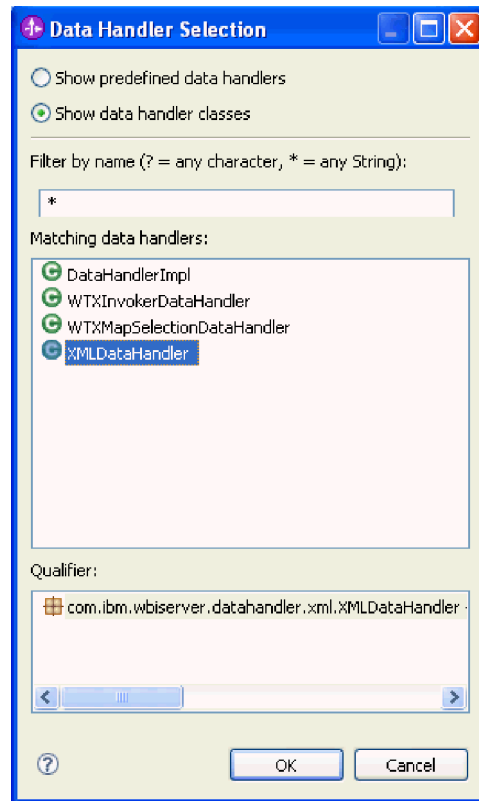 Data Handler Selection
Show predefined data handlers
Show data handler classes
Filter by name (? = any character, * = any String):
*
Matching data handlers:
DataHandlerImpl
WTXInvokerDataHandler
WTXMapSelectionDataHandler
XMLDataHandler
Qualifier:
com.ibm.wbiserver.datahandler.xml.XMLDataHandler -
OK Cancel